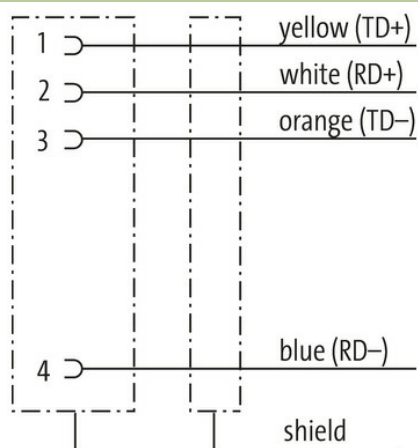 1 yellow (TD+)
2 white (RD+)
3 orange (TD–)
4 blue (RD–)
shield